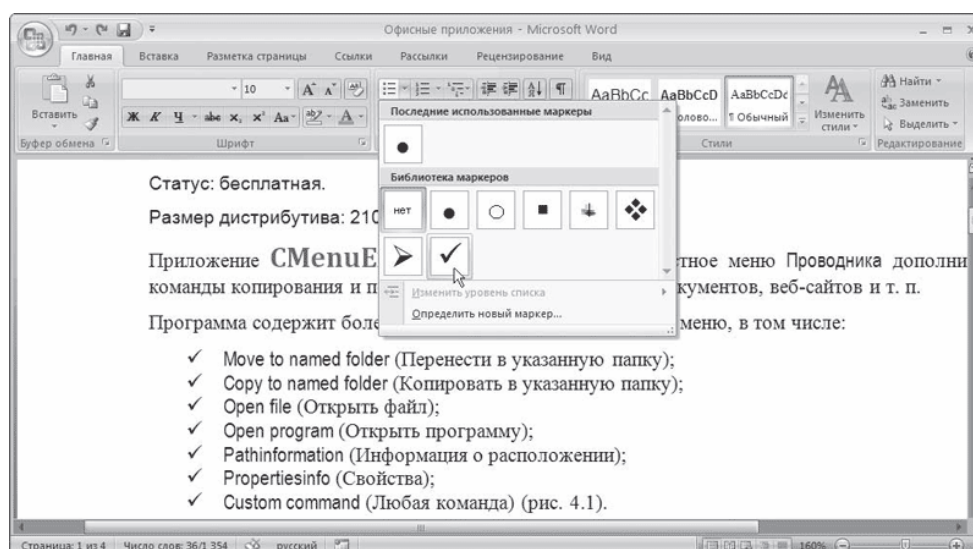 Офисные приложения - Microsoft Word
Главная Вставка Разметка страницы Ссылки Рассылки Рецензирование Вид
Вставить
Буфер обмена
10
Ж К Ч abc x, x² Aa
Шрифт
AaBbCc AaBbCcD AaBbCcDc
олово... ¶ Обычный
Изменить стили
Стили
Найти
Заменить
Выделить
Редактирование
Последние использованные маркеры
Библиотека маркеров
нет
Изменить уровень списка
Определить новый маркер...
Статус: бесплатная.
Размер дистрибутива: 210
Приложение CMenuE тное меню Проводника дополни
команды копирования и п кументов, веб-сайтов и т. п.
Программа содержит боле меню, в том числе:
✓ Move to named folder (Перенести в указанную папку);
✓ Copy to named folder (Копировать в указанную папку);
✓ Open file (Открыть файл);
✓ Open program (Открыть программу);
✓ Pathinformation (Информация о расположении);
✓ Propertiesinfo (Свойства);
✓ Custom command (Любая команда) (рис. 4.1).
Страница: 1 из 4 Число слов: 36/1 354 русский 160%